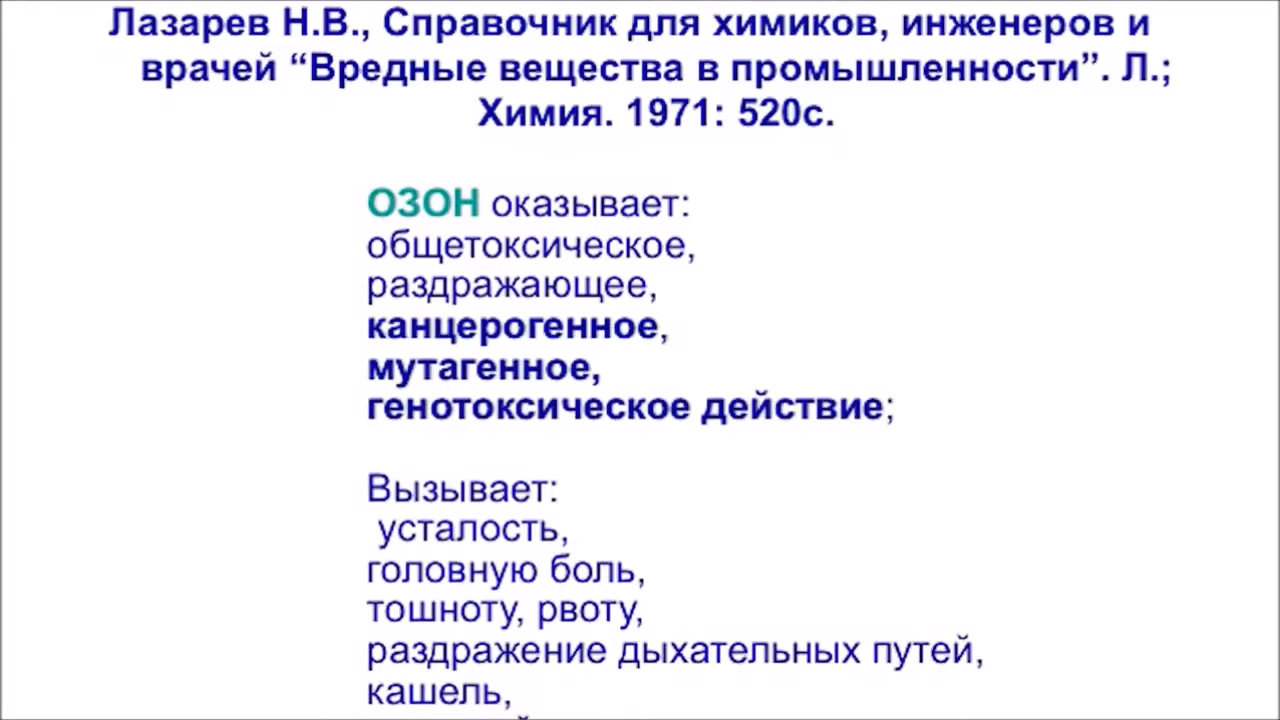 Лазарев Н.В., Справочник для химиков, инженеров и
врачей “Вредные вещества в промышленности”. Л.;
Химия. 1971: 520с.
ОЗОН оказывает:
общетоксическое,
раздражающее,
канцерогенное,
мутагенное,
генотоксическое действие;
Вызывает:
усталость,
головную боль,
тошноту, рвоту,
раздражение дыхательных путей,
кашель,